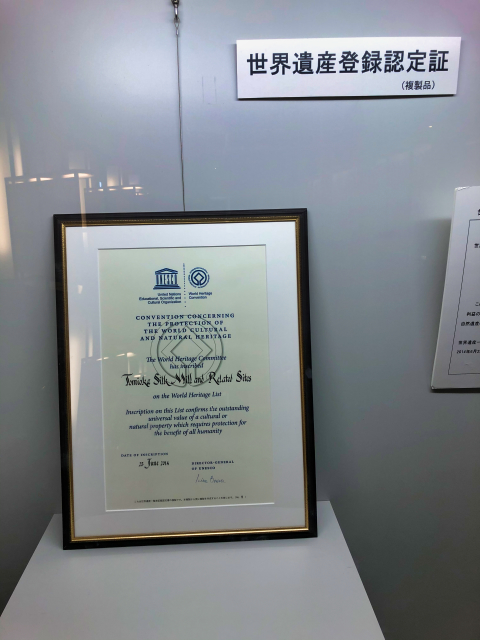 世界遺産登録認定証
（複製品）
United Nations
Educational, Scientific and
Cultural Organization
World Heritage
Convention
CONVENTION CONCERNING
THE PROTECTION OF
THE WORLD CULTURAL
AND NATURAL HERITAGE
The World Heritage Committee
has inscribed
Tomioka Silk Mill and Related Sites
on the World Heritage List
Inscription on this List confirms the outstanding
universal value of a cultural or
natural property which requires protection for
the benefit of all humanity
DATE OF INSCRIPTION
25 June 2014
DIRECTOR-GENERAL
OF UNESCO